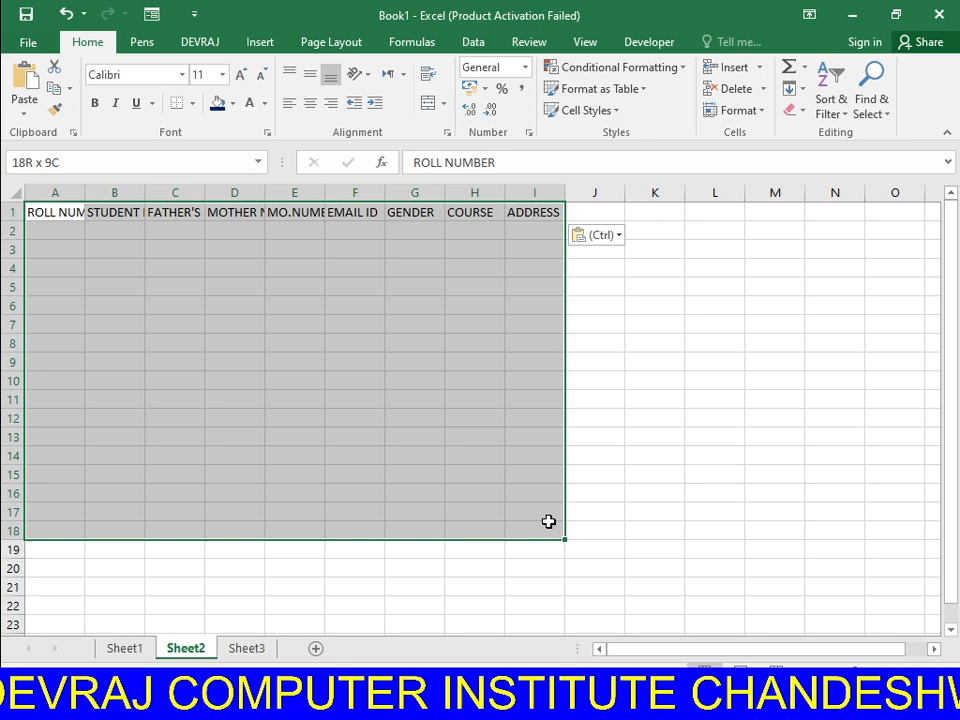 Book1 - Excel (Product Activation Failed)
File Home Pens DEVRAJ Insert Page Layout Formulas Data Review View Developer Tell me... Sign in Share
Paste Calibri 11 General Conditional Formatting Insert
B I U A % , Format as Table Delete Sort & Filter Find & Select
Cell Styles Format
Clipboard Font Alignment Number Styles Cells Editing
18R x 9C fx ROLL NUMBER
A B C D E F G H I J K L M N O
1 ROLL NUM STUDENT FATHER'S MOTHER N MO.NUME EMAIL ID GENDER COURSE ADDRESS
2 (Ctrl)
3
4
5
6
7
8
9
10
11
12
13
14
15
16
17
18
19
20
21
22
23
Sheet1 Sheet2 Sheet3
DEVRAJ COMPUTER INSTITUTE CHANDESHW